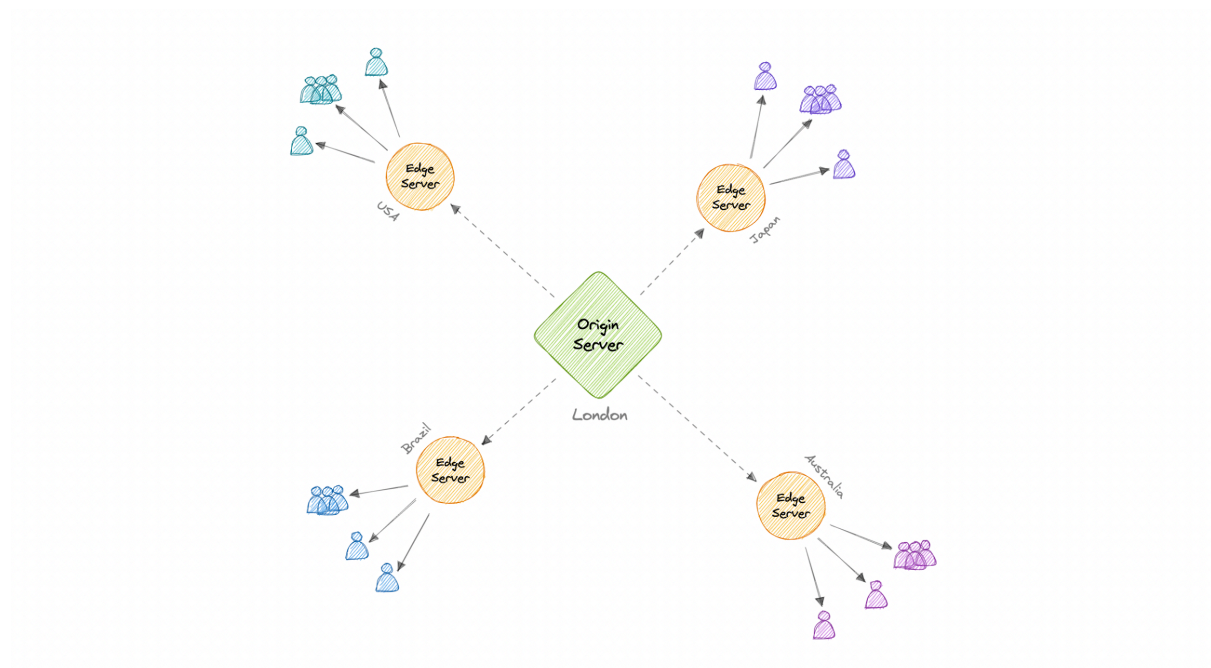 Edge
Server
USA
Edge
Server
Japan
Origin
Server
London
Brazil
Edge
Server
Australia
Edge
Server